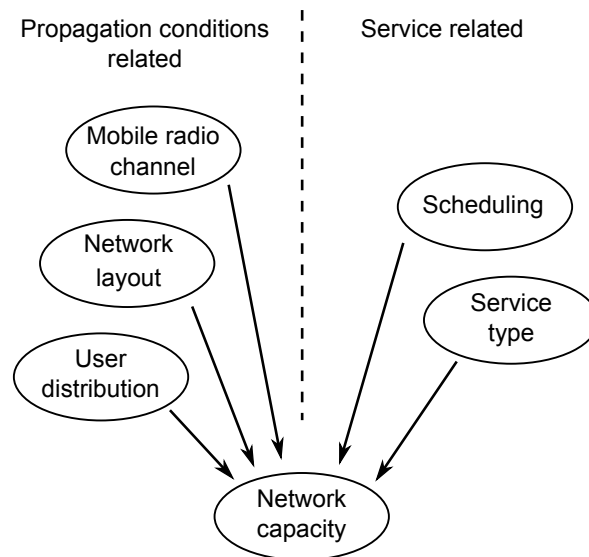 Propagation conditions
related
Service related
Mobile radio
channel
Scheduling
Network
layout
Service
type
User
distribution
Network
capacity